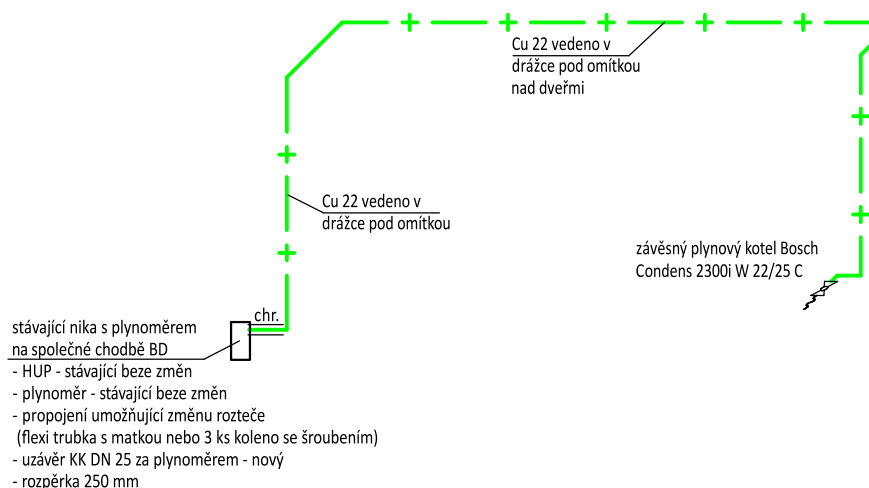 Cu 22 vedeno v
drážce pod omítkou
nad dveřmi
Cu 22 vedeno v
drážce pod omítkou
závěsný plynový kotel Bosch
Condens 2300i W 22/25 C
chr.
stávající nika s plynoměrem
na společné chodbě BD
- HUP - stávající beze změn
- plynoměr - stávající beze změn
- propojení umožňující změnu rozteče
(flexi trubka s matkou nebo 3 ks koleno se šroubením)
- uzávěr KK DN 25 za plynoměrem - nový
- rozpěrka 250 mm